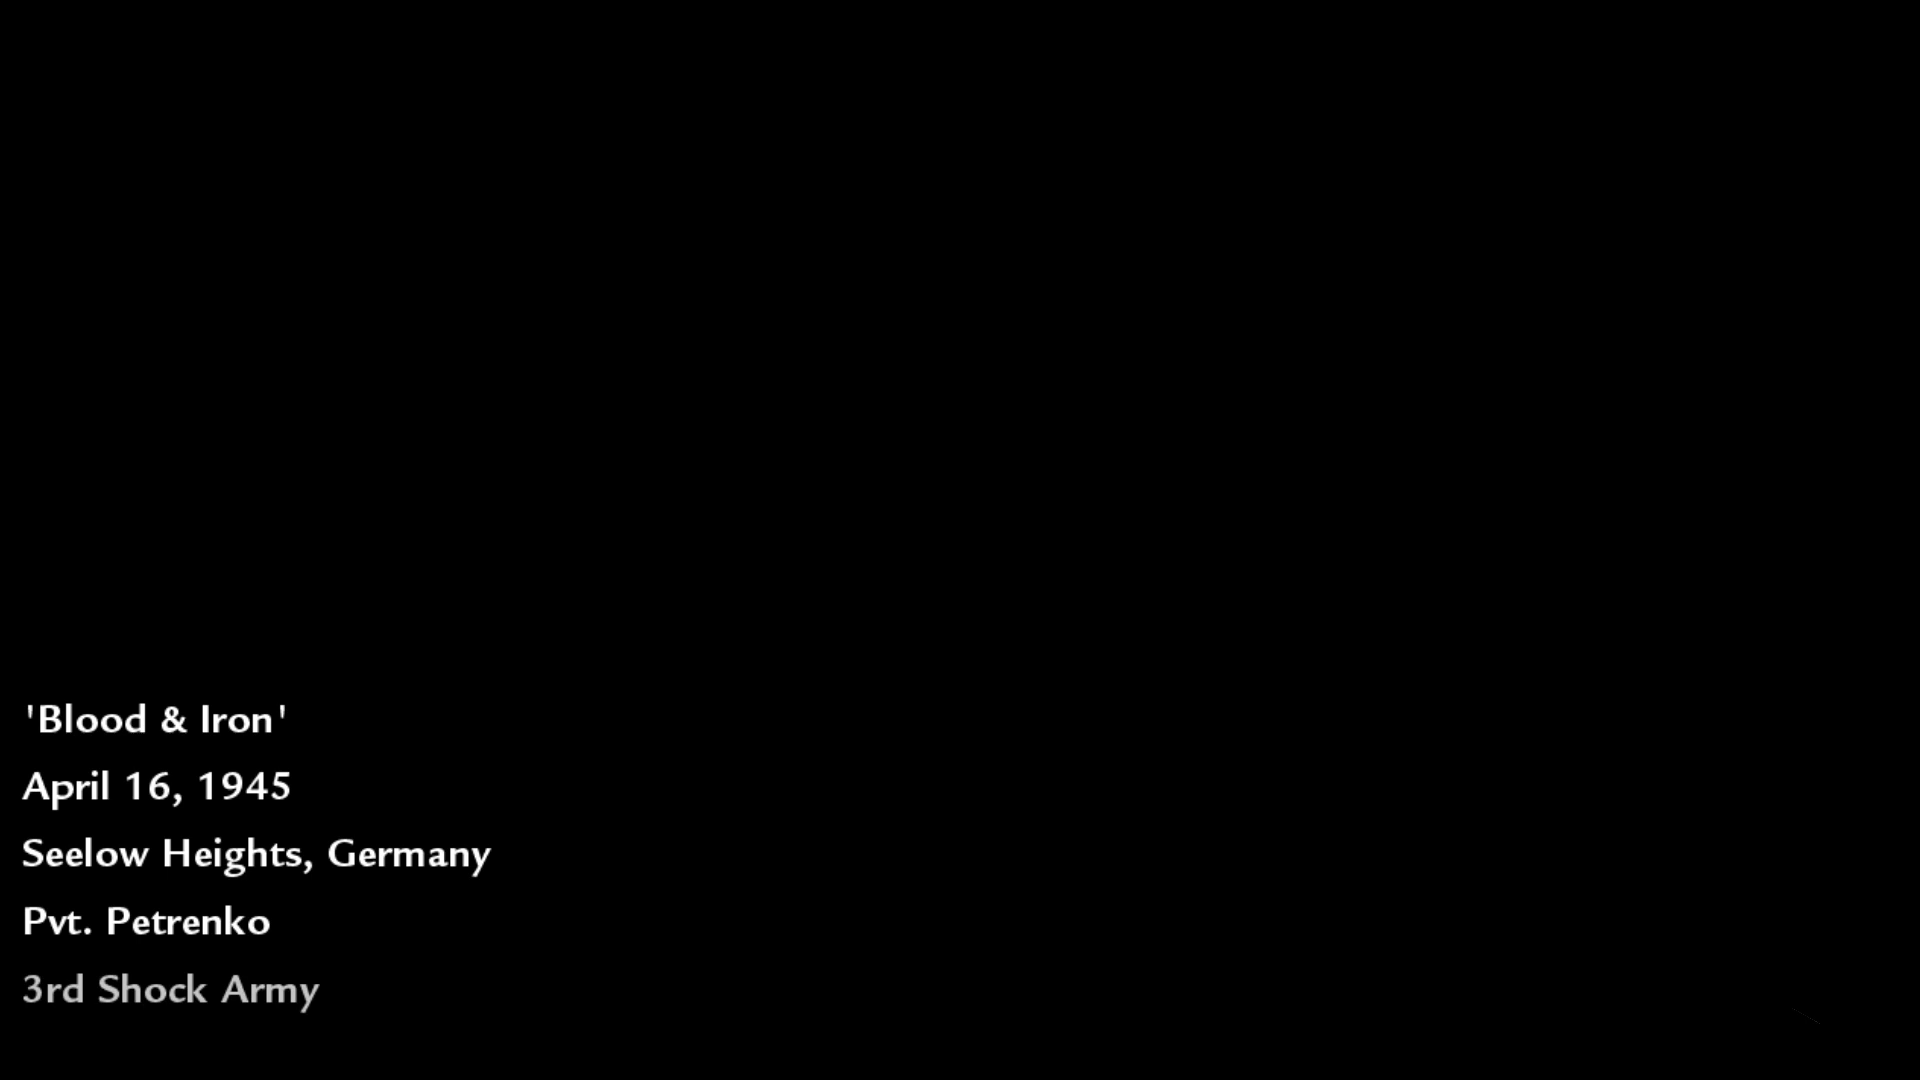 'Blood & Iron'
April 16, 1945
Seelow Heights, Germany
Pvt. Petrenko
3rd Shock Army